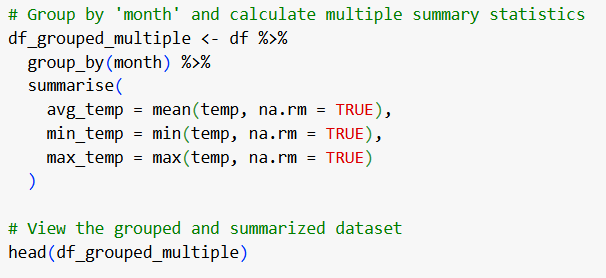 # Group by 'month' and calculate multiple summary statistics
df_grouped_multiple <- df %>%
  group_by(month) %>%
  summarise(
    avg_temp = mean(temp, na.rm = TRUE),
    min_temp = min(temp, na.rm = TRUE),
    max_temp = max(temp, na.rm = TRUE)
  )

# View the grouped and summarized dataset
head(df_grouped_multiple)